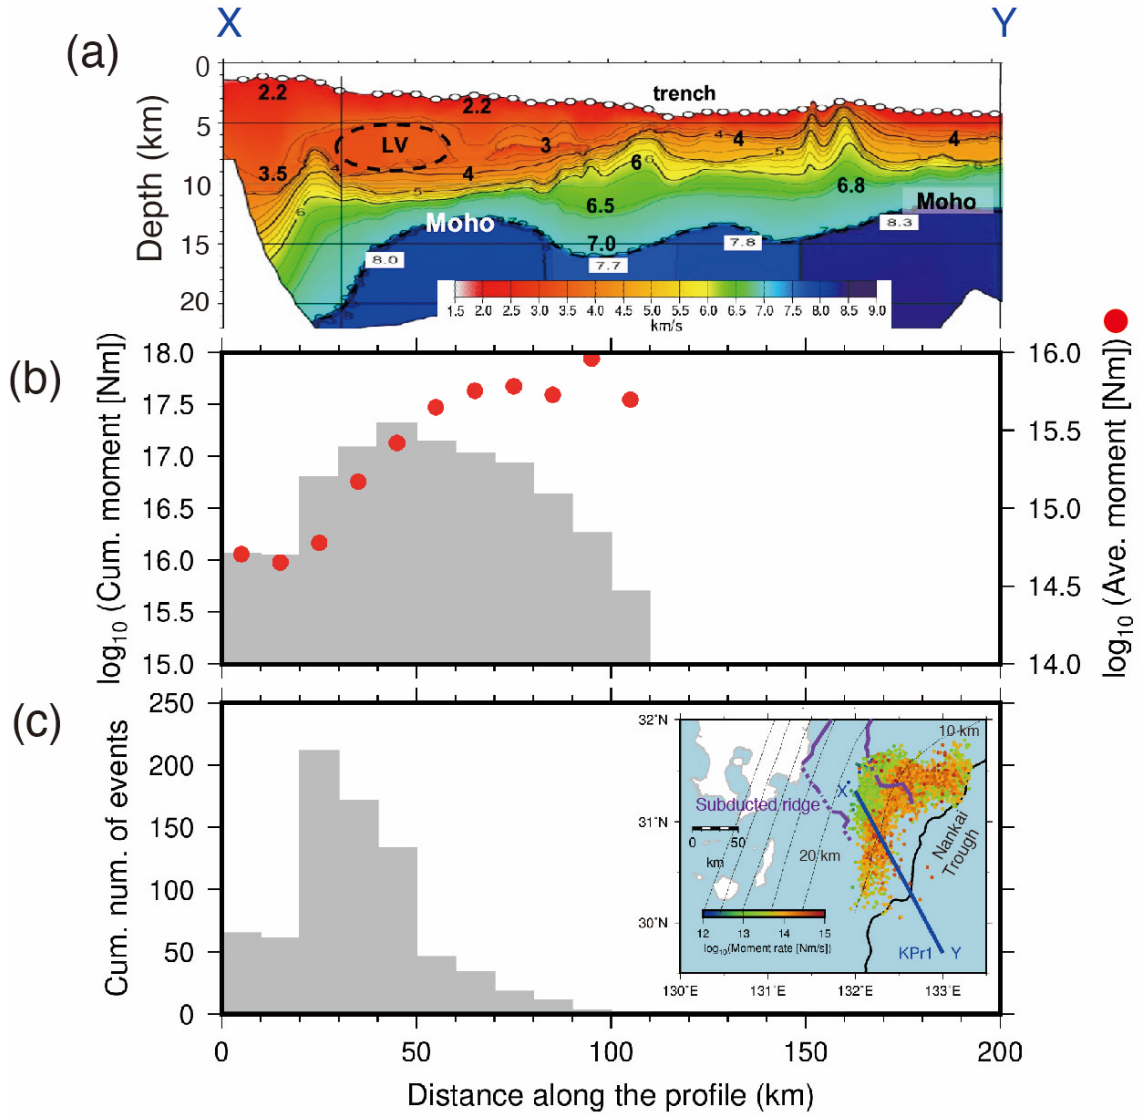 X Y
(a)
Depth (km)
0
5
10
15
20
2.2
2.2
trench
LV
3
4
4
3.5
4
4
5
5
6
6
6
6
6.5
6.8
Moho
Moho
7.0
8.0
7.7
7.8
8.3
1.5 2.0 2.5 3.0 3.5 4.0 4.5 5.0 5.5 6.0 6.5 7.0 7.5 8.0 8.5 9.0
km/s
(b)
log10 (Cum. moment [Nm])
18.0
17.5
17.0
16.5
16.0
15.5
15.0
16.0
15.5
15.0
14.5
14.0
log10 (Ave. moment [Nm])
(c)
Cum. num. of events
250
200
150
100
50
0
32˚N
31˚N
30˚N
10 km
X
Subducted ridge
0 50
km
20 km
Nankai
Trough
12 13 14 15
log10(Moment rate [Nm/s])
KPr1 Y
130˚E 131˚E 132˚E 133˚E
0 50 100 150 200
Distance along the profile (km)